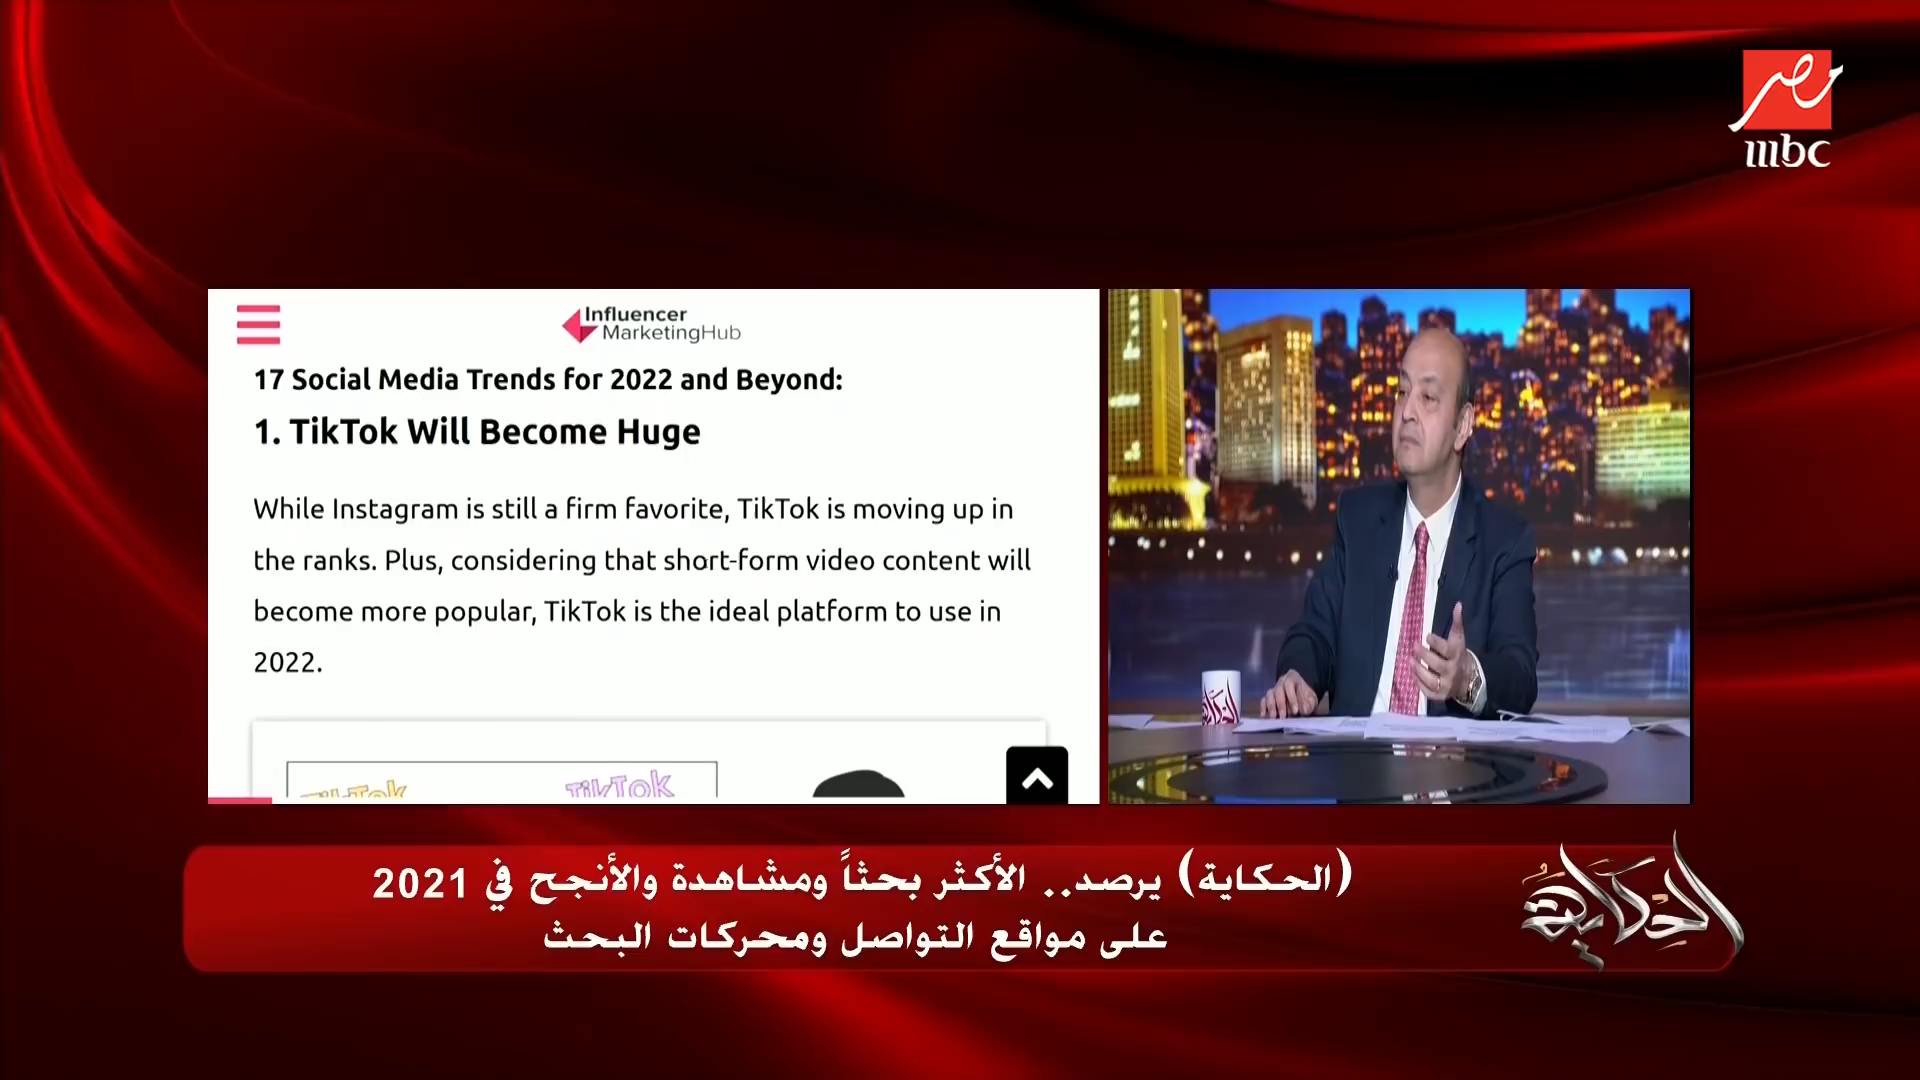 مصر
mbc
Influencer
MarketingHub
17 Social Media Trends for 2022 and Beyond:
1. TikTok Will Become Huge
While Instagram is still a firm favorite, TikTok is moving up in
the ranks. Plus, considering that short-form video content will
become more popular, TikTok is the ideal platform to use in
2022.
TikTok
TikTok
الحكاية
(الحكاية) يرصد.. الأكثر بحثاً ومشاهدة والأنجح في 2021
على مواقع التواصل ومحركات البحث
الحكاية